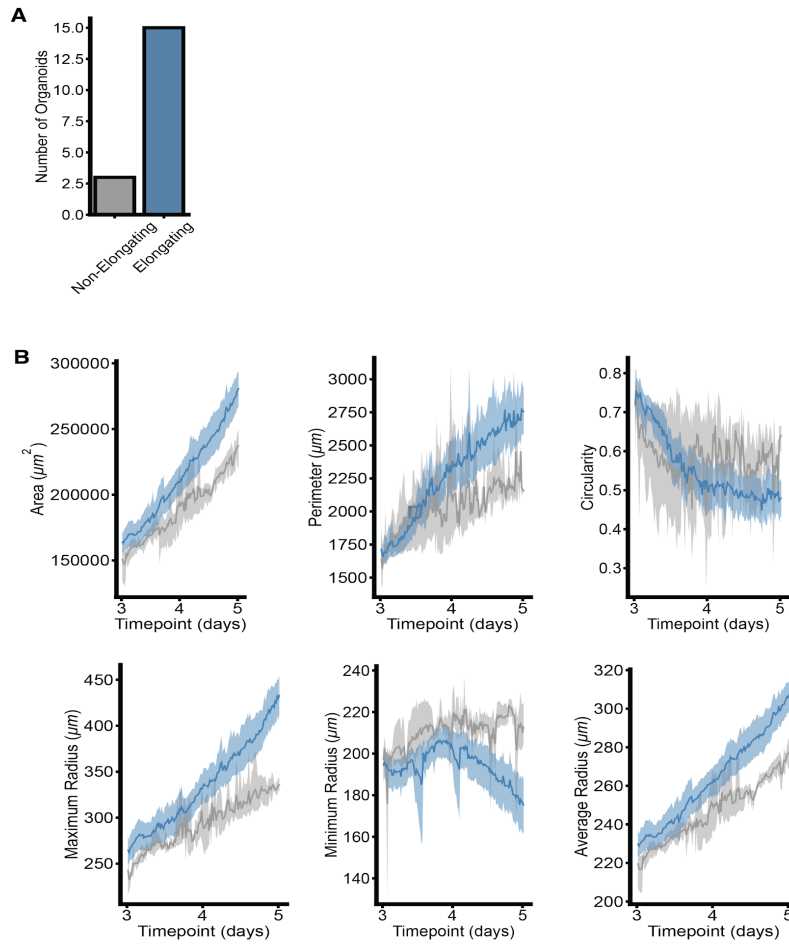 A
Number of Organoids
15.0
12.5
10.0
7.5
5.0
2.5
0.0
Non-Elongating
Elongating
B
Area (μm²)
300000
250000
200000
150000
3 4 5
Timepoint (days)
Perimeter (μm)
3000
2750
2500
2250
2000
1750
1500
3 4 5
Timepoint (days)
Circularity
0.8
0.7
0.6
0.5
0.4
0.3
3 4 5
Timepoint (days)
Maximum Radius (μm)
450
400
350
300
250
3 4 5
Timepoint (days)
Minimum Radius (μm)
240
220
200
180
160
140
3 4 5
Timepoint (days)
Average Radius (μm)
320
300
280
260
240
220
200
3 4 5
Timepoint (days)